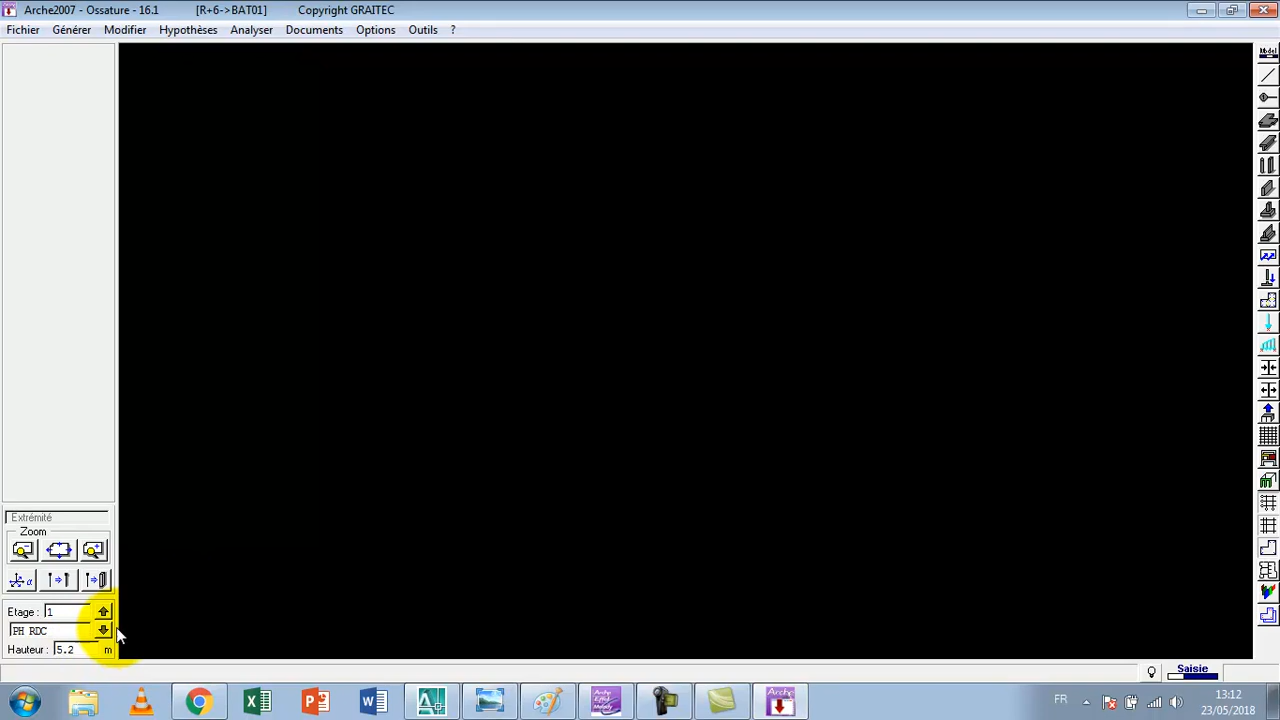 Arche2007 - Ossature - 16.1 [R+6->BAT01] Copyright GRAITEC
Fichier Générer Modifier Hypothèses Analyser Documents Options Outils ?
Model
Extrémité
Zoom
α
Etage : 1
PH RDC
Hauteur : 5.2 m
Saisie
FR
13:12
23/05/2018